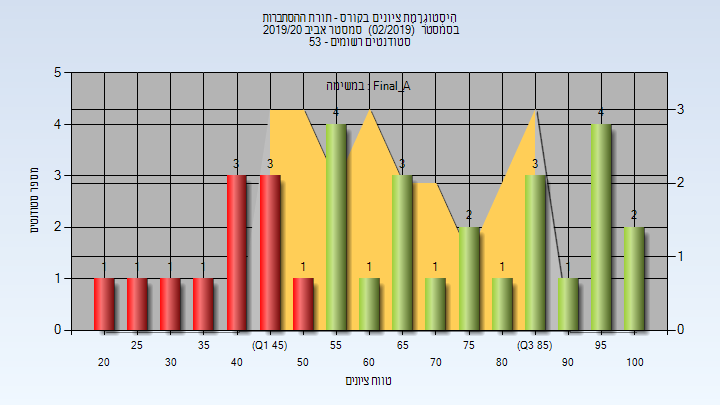 היסטוגרמת ציונים בקורס - תורת ההסתברות
בסמסטר (02/2019) סמסטר אביב 2019/20
סטודנטים רשומים - 53
במשימה : Final_A
5
4
3
2
1
0
3
2
1
0
מספר סטודנטים
1 1 1 1 3 3 1 4 1 3 1 2 1 3 1 4 2
25 35 (Q1 45) 55 65 75 (Q3 85) 95
20 30 40 50 60 70 80 90 100
טווח ציונים